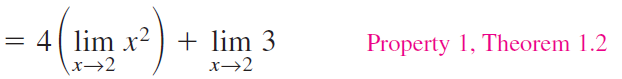 = 4(lim x→2 x²) + lim x→2 3 Property 1, Theorem 1.2